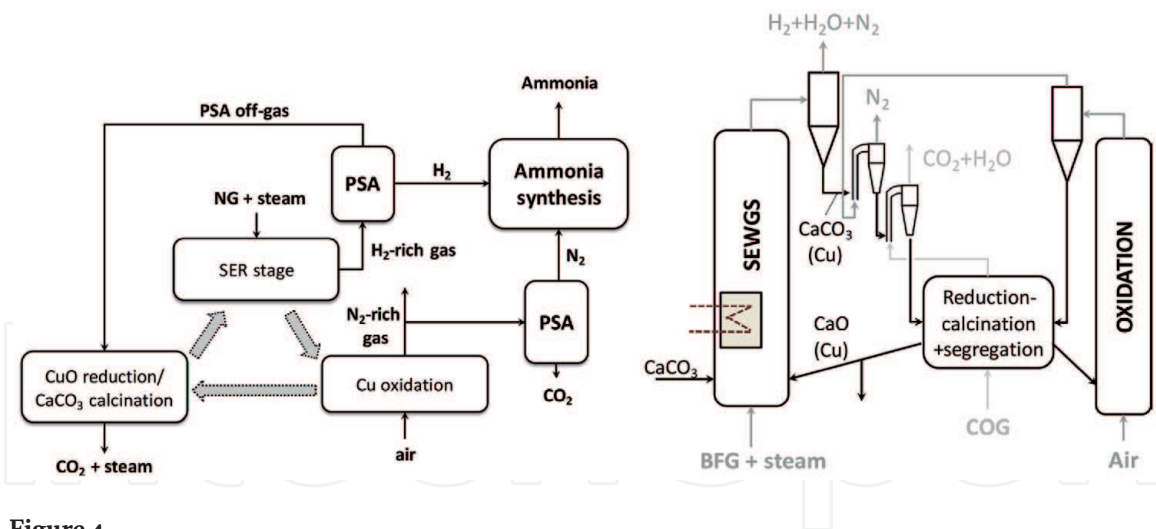 Ammonia
PSA off-gas
PSA
H₂
Ammonia
synthesis
NG + steam
H₂-rich gas
SER stage
N₂
N₂-rich
gas
PSA
CuO reduction/
CaCO₃ calcination
Cu oxidation
CO₂
air
CO₂ + steam
H₂+H₂O+N₂
N₂
CO₂+H₂O
SEWGS
CaCO₃
(Cu)
OXIDATION
Reduction-
calcination
+segregation
CaO
(Cu)
CaCO₃
COG
BFG + steam
Air